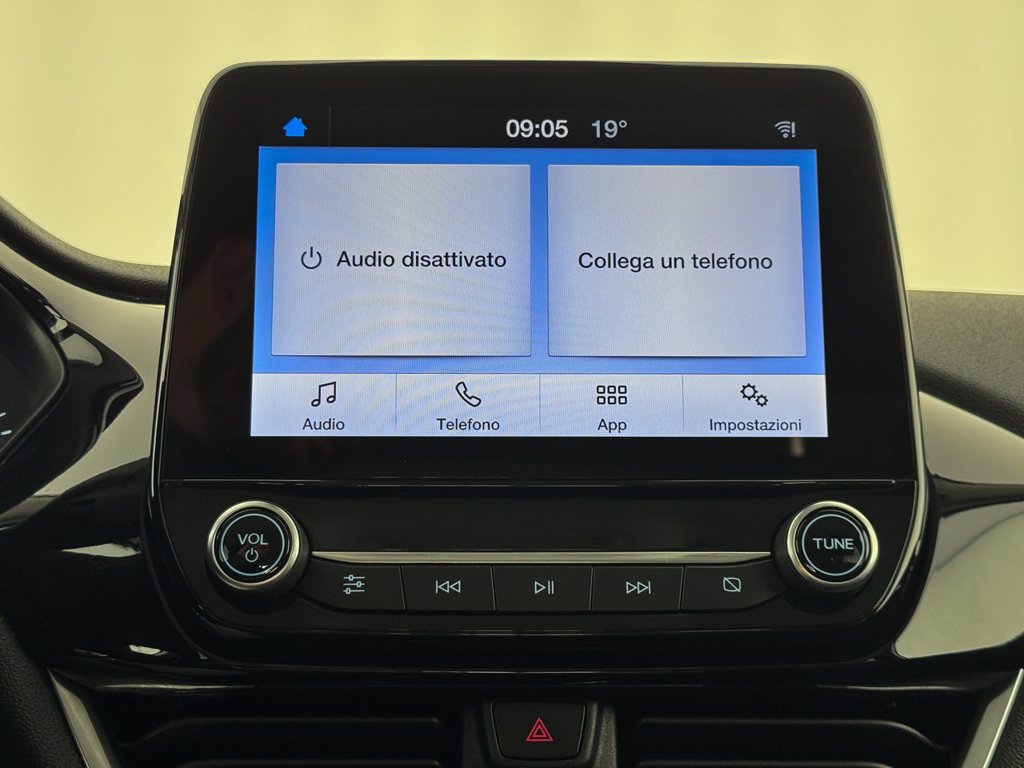 09:05 19°
Audio disattivato
Collega un telefono
Audio
Telefono
App
Impostazioni
VOL
TUNE